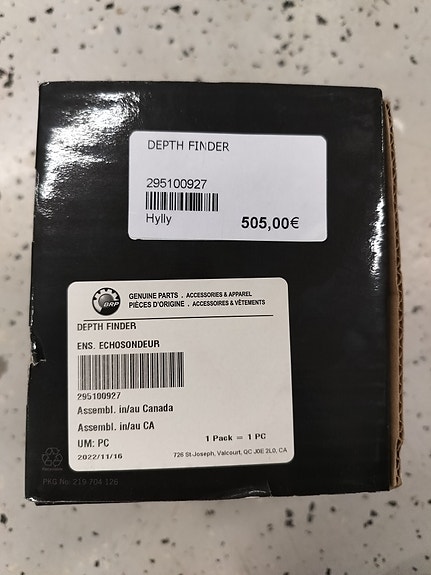 DEPTH FINDER
295100927
Hylly 505,00€
BRP
GENUINE PARTS . ACCESSORIES & APPAREL
PIÈCES D'ORIGINE . ACCESSOIRES & VÊTEMENTS
DEPTH FINDER
ENS. ECHOSONDEUR
295100927
Assembl. in/au Canada
Assembl. in/au CA
UM: PC 1 Pack = 1 PC
2022/11/16 726 St-Joseph, Valcourt, QC J0E 2L0, CA
PKG No: 219 704 126